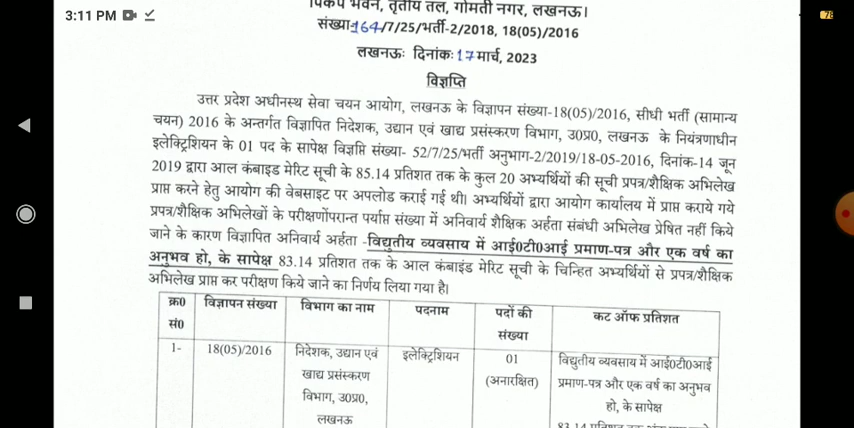 3:11 PM
78
पिकप भवन, तृतीय तल, गोमती नगर, लखनऊ।
संख्या-164/7/25/भर्ती-2/2018, 18(05)/2016
लखनऊः दिनांकः 17 मार्च, 2023
विज्ञप्ति
उत्तर प्रदेश अधीनस्थ सेवा चयन आयोग, लखनऊ के विज्ञापन संख्या-18(05)/2016, सीधी भर्ती (सामान्य
चयन) 2016 के अन्तर्गत विज्ञापित निदेशक, उद्यान एवं खाद्य प्रसंस्करण विभाग, उ0प्र0, लखनऊ के नियंत्रणाधीन
इलेक्ट्रिशियन के 01 पद के सापेक्ष विज्ञप्ति संख्या- 52/7/25/भर्ती अनुभाग-2/2019/18-05-2016, दिनांक-14 जून
2019 द्वारा आल कंबाइड मेरिट सूची के 85.14 प्रतिशत तक के कुल 20 अभ्यर्थियों की सूची प्रपत्र/शैक्षिक अभिलेख
प्राप्त करने हेतु आयोग की वेबसाइट पर अपलोड कराई गई थी। अभ्यर्थियों द्वारा आयोग कार्यालय में प्राप्त कराये गये
प्रपत्र/शैक्षिक अभिलेखों के परीक्षणोंपरान्त पर्याप्त संख्या में अनिवार्य शैक्षिक अर्हता संबंधी अभिलेख प्रेषित नहीं किये
जाने के कारण विज्ञापित अनिवार्य अर्हता -विद्युतीय व्यवसाय में आई0टी0आई प्रमाण-पत्र और एक वर्ष का
अनुभव हो, के सापेक्ष 83.14 प्रतिशत तक के आल कंबाइंड मेरिट सूची के चिन्हित अभ्यर्थियों से प्रपत्र/शैक्षिक
अभिलेख प्राप्त कर परीक्षण किये जाने का निर्णय लिया गया है।
क्र0 सं0 विज्ञापन संख्या विभाग का नाम पदनाम पदों की संख्या कट ऑफ प्रतिशत
1- 18(05)/2016 निदेशक, उद्यान एवं इलेक्ट्रिशियन 01 विद्युतीय व्यवसाय में आई0टी0आई
खाद्य प्रसंस्करण (अनारक्षित) प्रमाण-पत्र और एक वर्ष का अनुभव
विभाग, उ0प्र0, हो, के सापेक्ष
लखनऊ 83.14 प्रतिशत तक